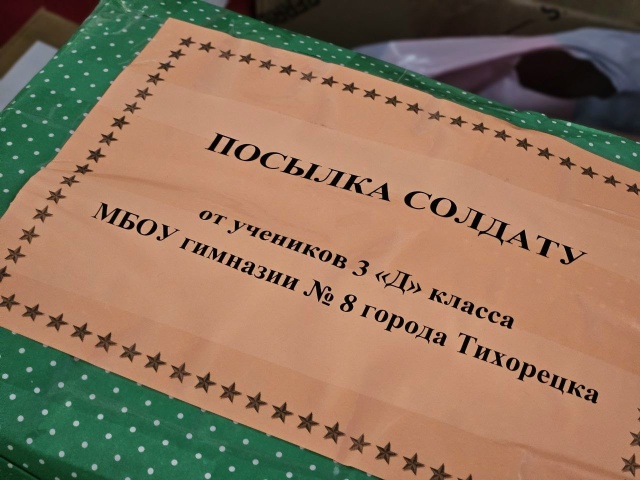 ПОСЫЛКА СОЛДАТУ
от учеников 3 «Д» класса
МБОУ гимназии № 8 города Тихорецка